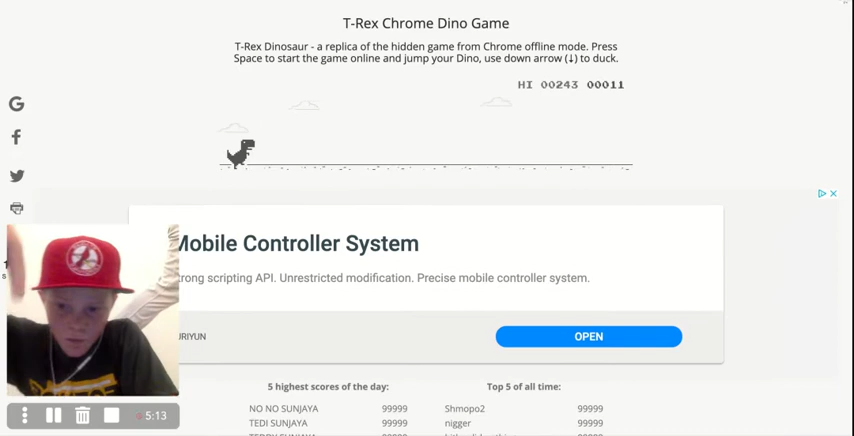 T-Rex Chrome Dino Game
T-Rex Dinosaur - a replica of the hidden game from Chrome offline mode. Press
Space to start the game online and jump your Dino, use down arrow (↓) to duck.
HI 00243 00011
Mobile Controller System
rong scripting API. Unrestricted modification. Precise mobile controller system.
URIYUN
OPEN
5 highest scores of the day:
Top 5 of all time:
NO NO SUNJAYA 99999
Shmopo2 99999
TEDI SUNJAYA 99999
nigger 99999
5:13